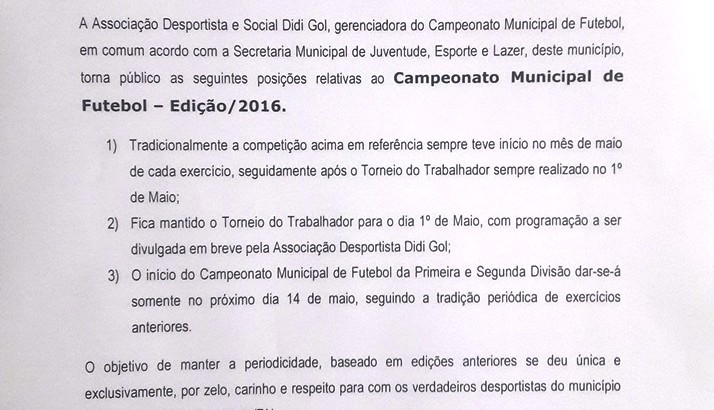 A Associação Desportista e Social Didi Gol, gerenciadora do Campeonato Municipal de Futebol,
em comum acordo com a Secretaria Municipal de Juventude, Esporte e Lazer, deste município,
torna público as seguintes posições relativas ao Campeonato Municipal de
Futebol – Edição/2016.
1) Tradicionalmente a competição acima em referência sempre teve início no mês de maio
de cada exercício, seguidamente após o Torneio do Trabalhador sempre realizado no 1º
de Maio;
2) Fica mantido o Torneio do Trabalhador para o dia 1º de Maio, com programação a ser
divulgada em breve pela Associação Desportista Didi Gol;
3) O início do Campeonato Municipal de Futebol da Primeira e Segunda Divisão dar-se-á
somente no próximo dia 14 de maio, seguindo a tradição periódica de exercícios
anteriores.
O objetivo de manter a periodicidade, baseado em edições anteriores se deu única e
exclusivamente, por zelo, carinho e respeito para com os verdadeiros desportistas do município